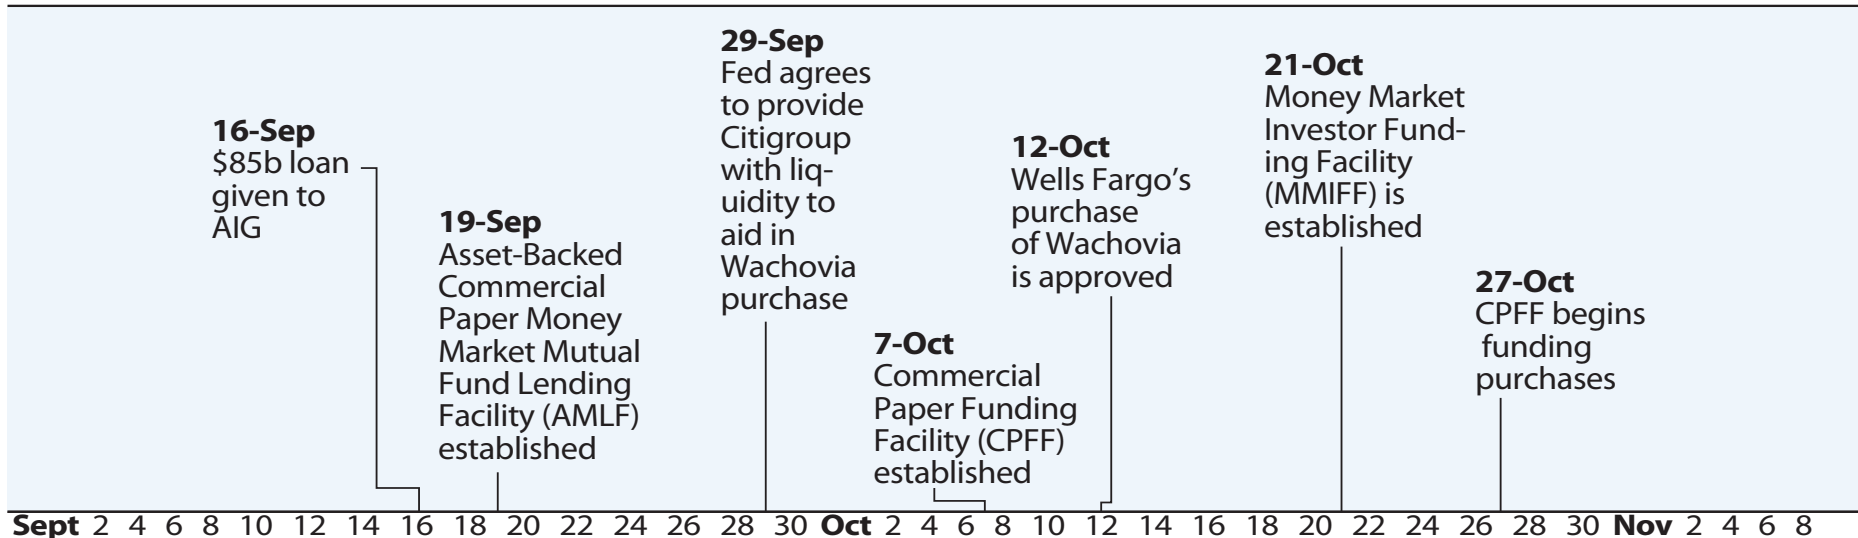 16-Sep
$85b loan
given to
AIG
19-Sep
Asset-Backed
Commercial
Paper Money
Market Mutual
Fund Lending
Facility (AMLF)
established
29-Sep
Fed agrees
to provide
Citigroup
with liq-
uidity to
aid in
Wachovia
purchase
7-Oct
Commercial
Paper Funding
Facility (CPFF)
established
12-Oct
Wells Fargo’s
purchase
of Wachovia
is approved
21-Oct
Money Market
Investor Fund-
ing Facility
(MMIFF) is
established
27-Oct
CPFF begins
funding
purchases
Sept 2 4 6 8 10 12 14 16 18 20 22 24 26 28 30 Oct 2 4 6 8 10 12 14 16 18 20 22 24 26 28 30 Nov 2 4 6 8